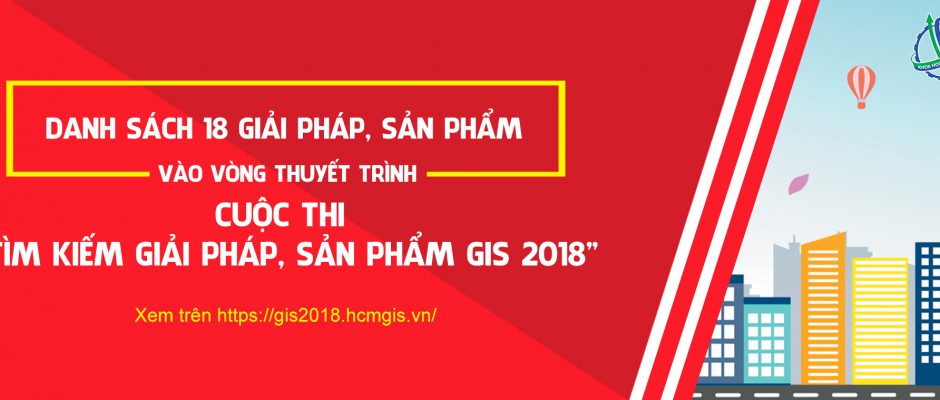 DANH SÁCH 18 GIẢI PHÁP, SẢN PHẨM
VÀO VÒNG THUYẾT TRÌNH
CUỘC THI
TÌM KIẾM GIẢI PHÁP, SẢN PHẨM GIS 2018”
Xem trên https://gis2018.hcmgis.vn/